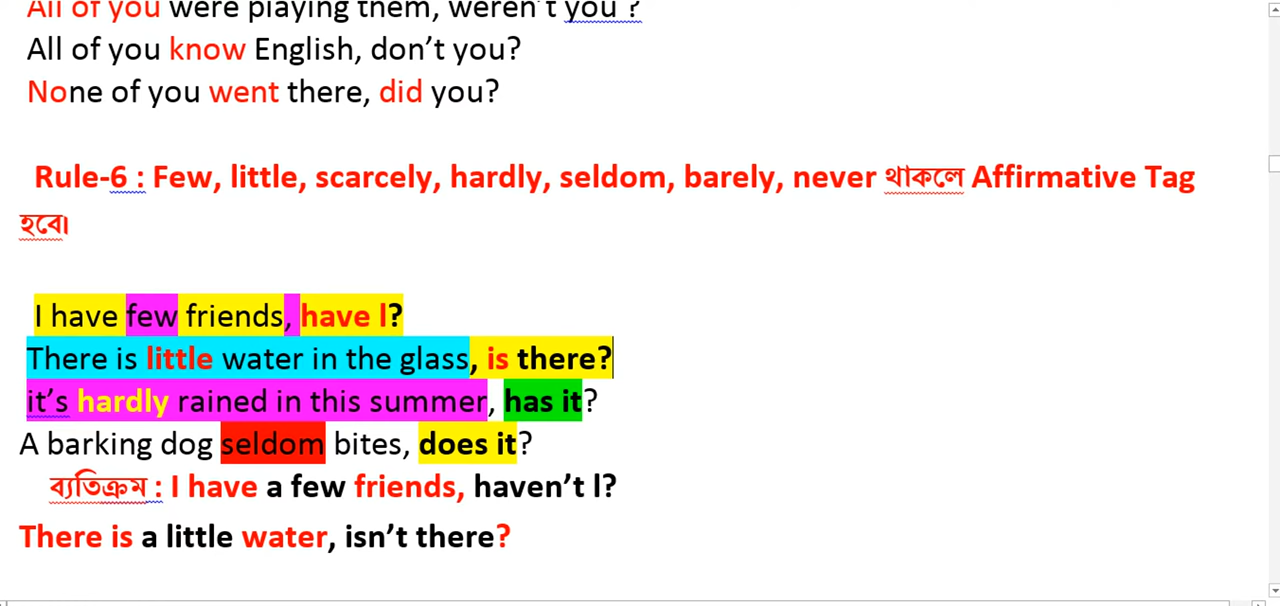 All of you were playing them, weren't you ?
All of you know English, don’t you?
None of you went there, did you?
Rule-6 : Few, little, scarcely, hardly, seldom, barely, never থাকলে Affirmative Tag
হবে।
I have few friends, have l?
There is little water in the glass, is there?
it’s hardly rained in this summer, has it?
A barking dog seldom bites, does it?
ব্যতিক্রম : I have a few friends, haven’t l?
There is a little water, isn’t there?